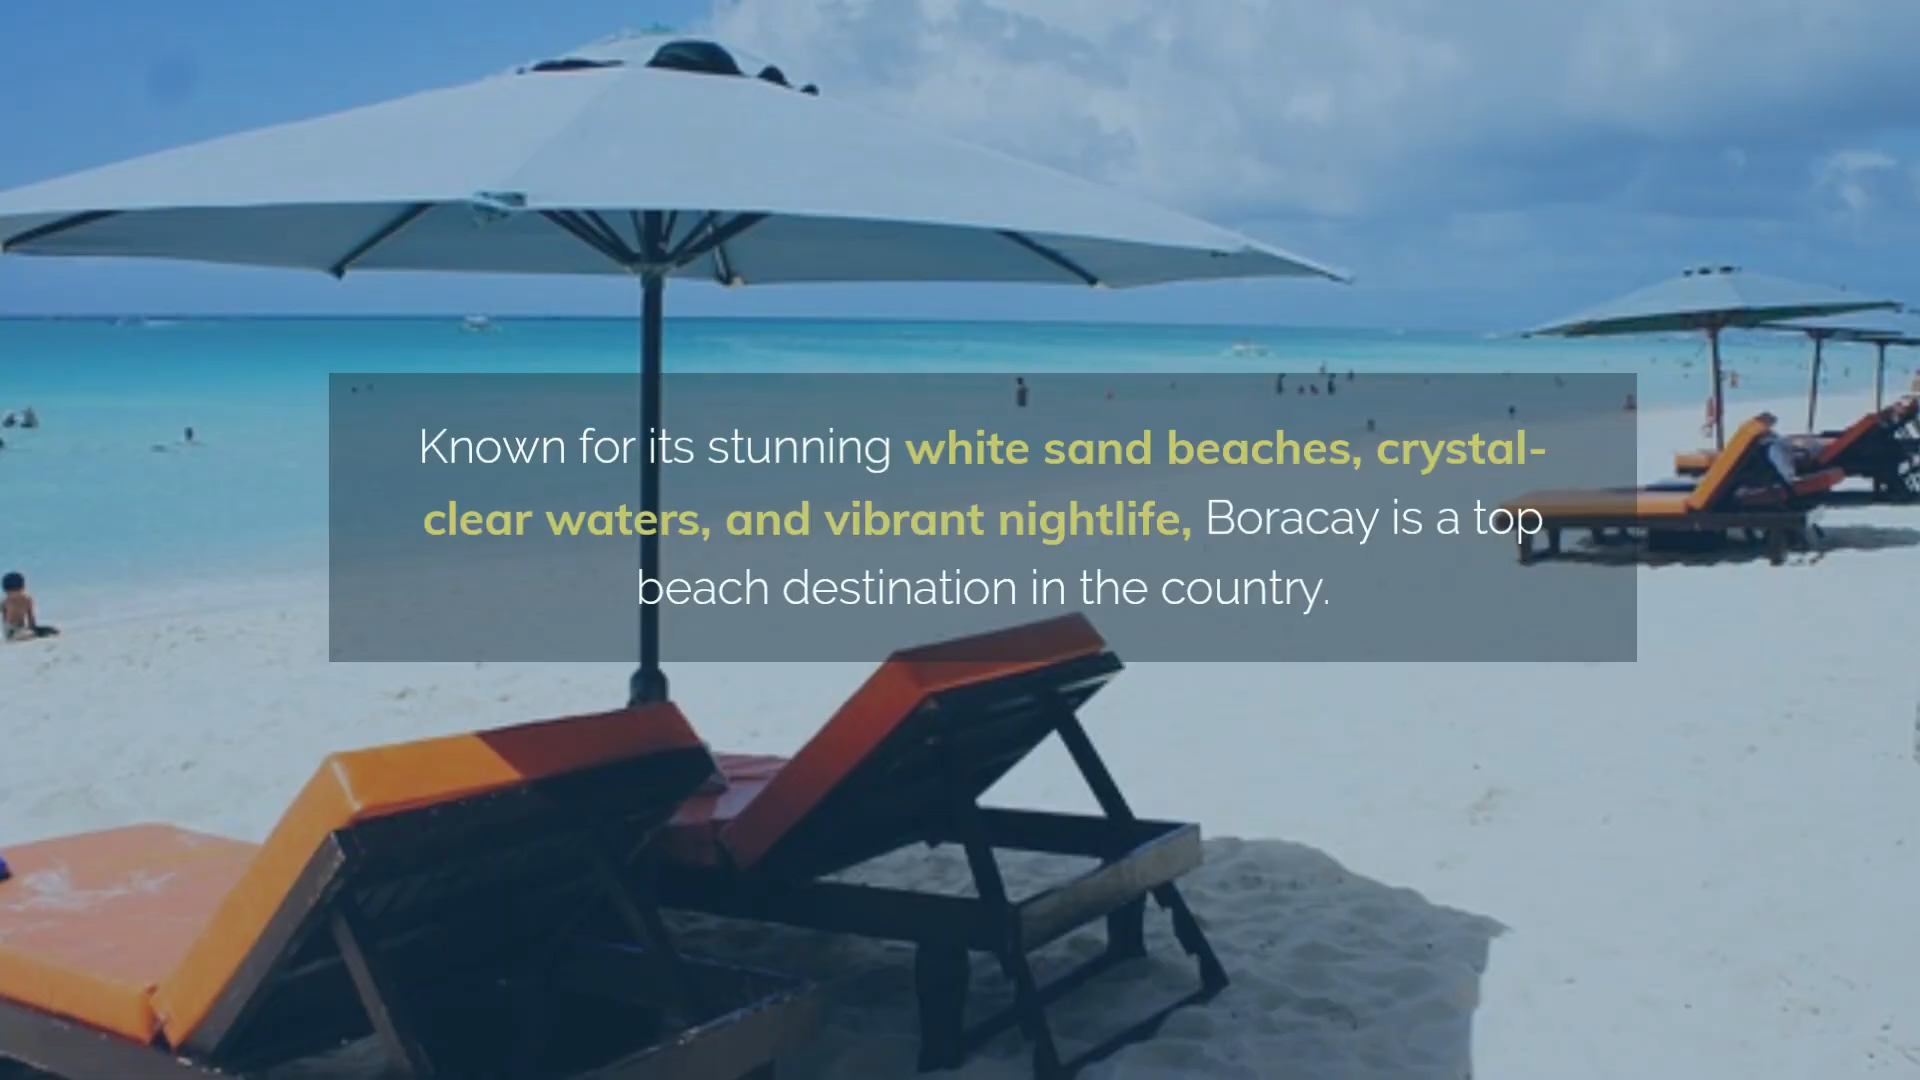 Known for its stunning white sand beaches, crystal-
clear waters, and vibrant nightlife, Boracay is a top
beach destination in the country.